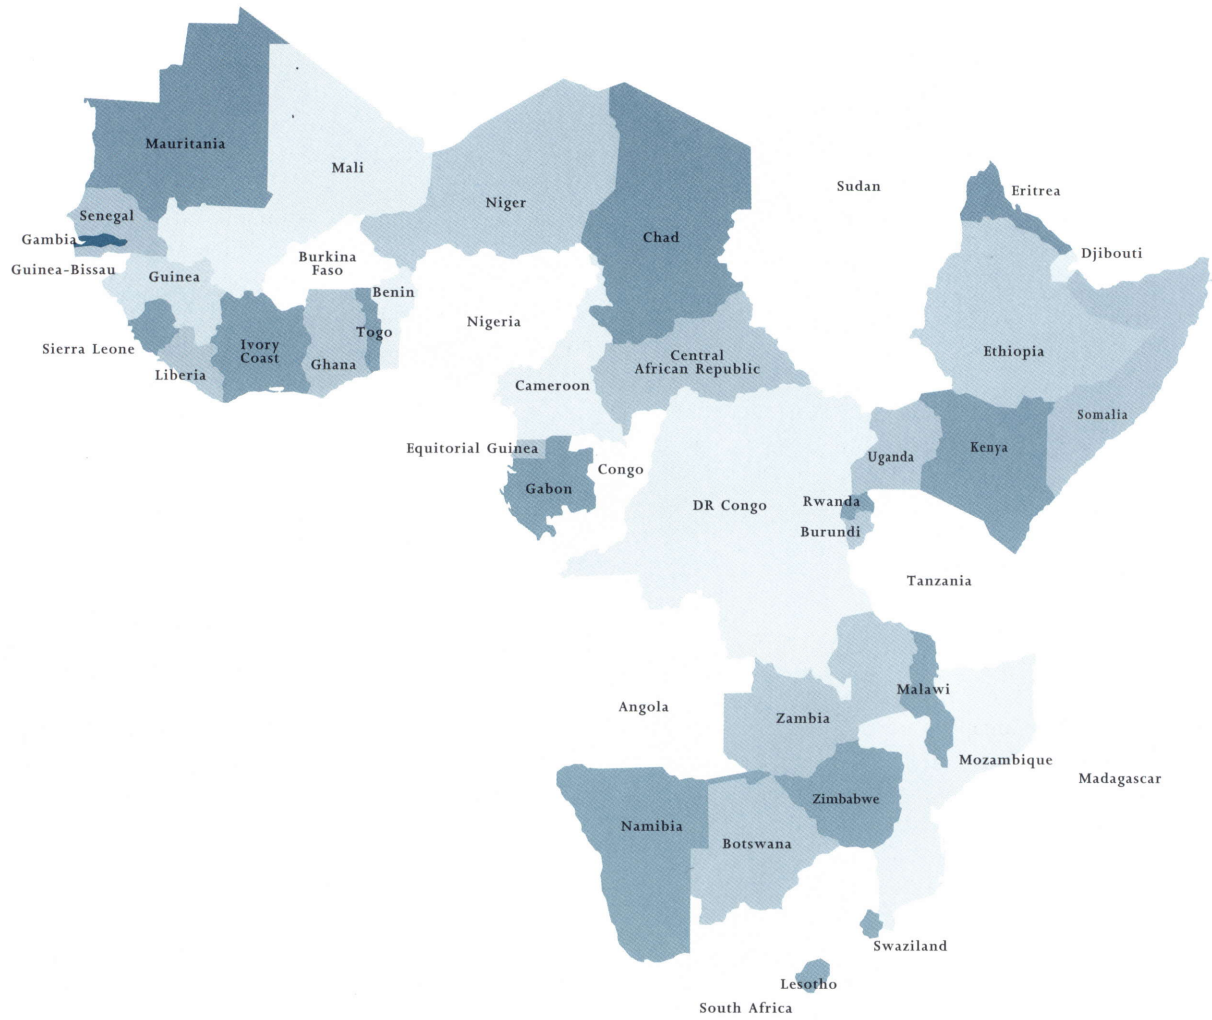 Mauritania
Mali
Niger
Chad
Sudan
Eritrea
Senegal
Gambia
Guinea-Bissau
Guinea
Burkina
Faso
Benin
Djibouti
Nigeria
Togo
Sierra Leone
Ivory
Coast
Ghana
Liberia
Central
African Republic
Ethiopia
Cameroon
Somalia
Equitorial Guinea
Congo
Uganda
Kenya
Gabon
DR Congo
Rwanda
Burundi
Tanzania
Malawi
Angola
Zambia
Mozambique
Madagascar
Zimbabwe
Namibia
Botswana
Swaziland
Lesotho
South Africa